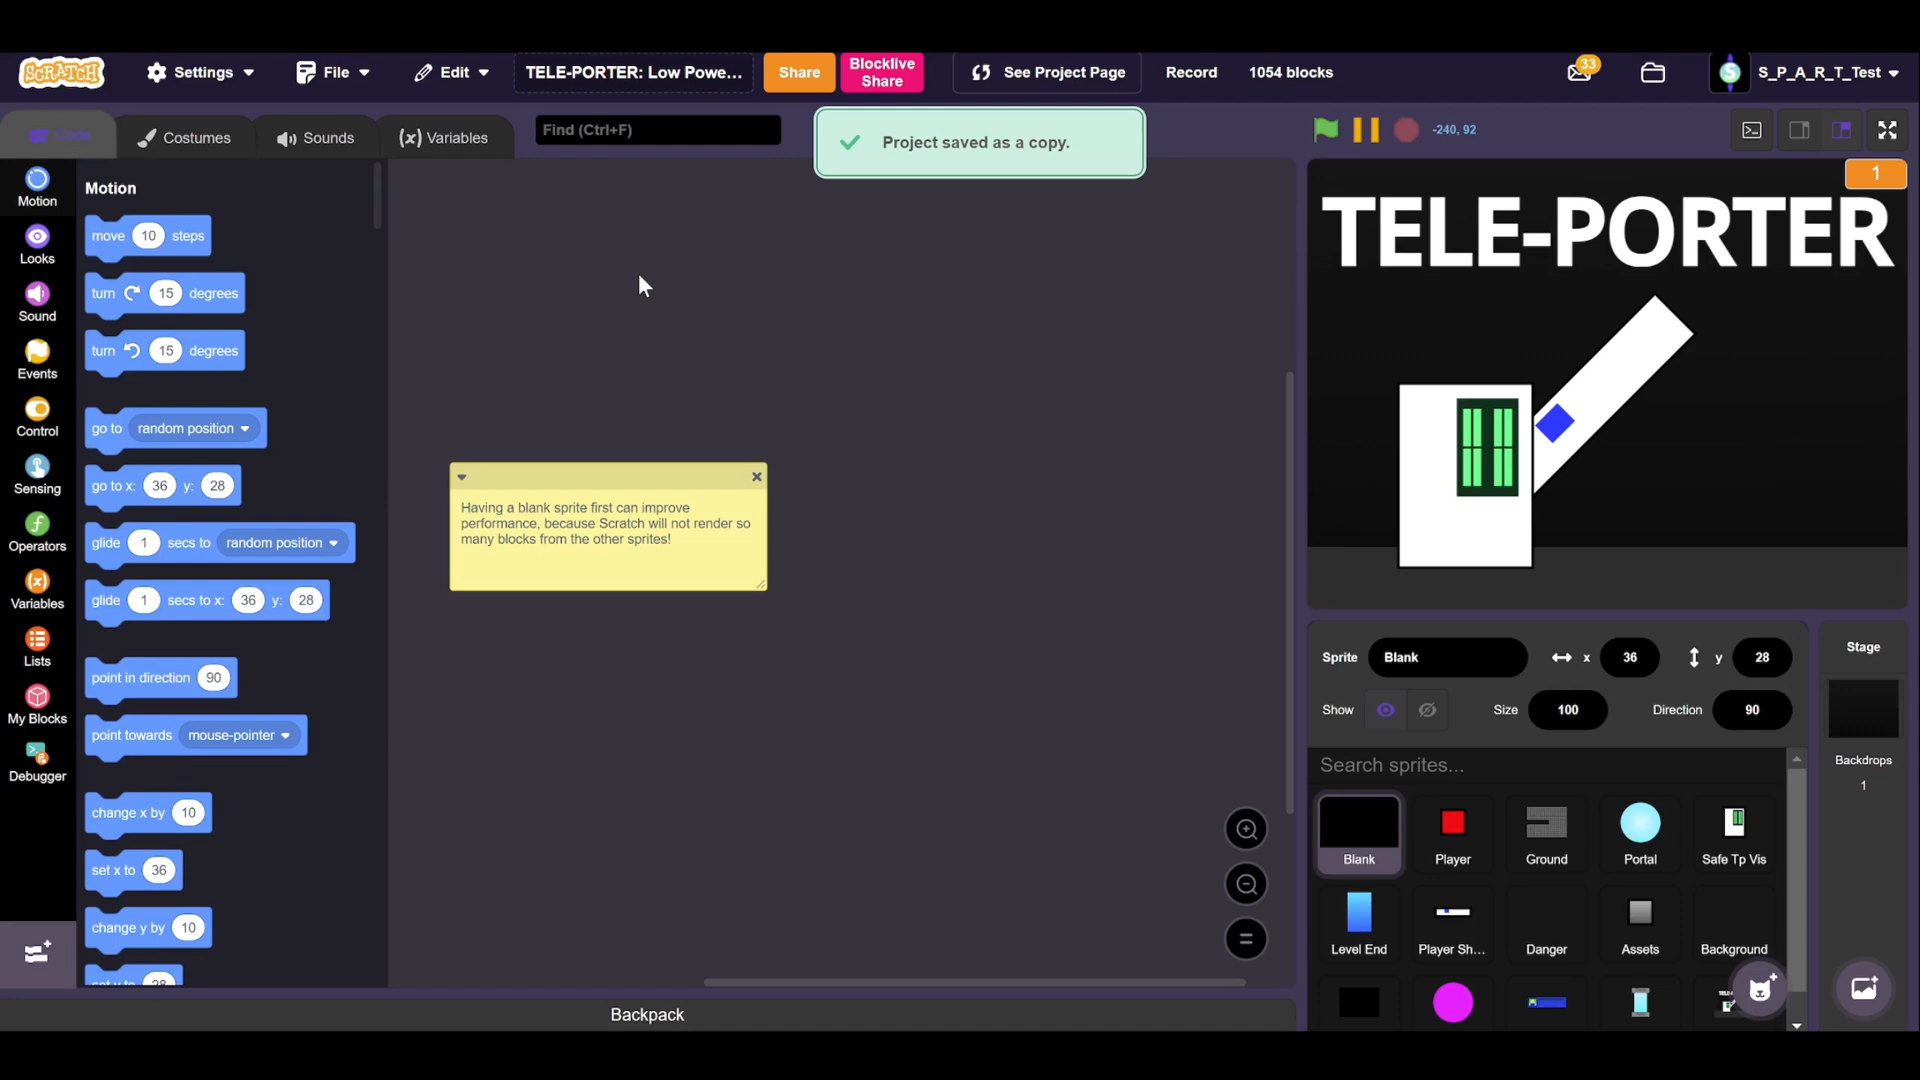 SCRATCH
Settings
File
Edit
TELE-PORTER: Low Powe...
Share
Blocklive
Share
See Project Page
Record
1054 blocks
33
S_P_A_R_T_Test
Code
Costumes
Sounds
(x) Variables
Find (Ctrl+F)
Project saved as a copy.
-240, 92
Motion
Looks
Sound
Events
Control
Sensing
Operators
Variables
Lists
My Blocks
Debugger
Motion
move 10 steps
turn 15 degrees
turn 15 degrees
go to random position
go to x: 36 y: 28
glide 1 secs to random position
glide 1 secs to x: 36 y: 28
point in direction 90
point towards mouse-pointer
change x by 10
set x to 36
change y by 10
set y to 28
Having a blank sprite first can improve
performance, because Scratch will not render so
many blocks from the other sprites!
1
TELE-PORTER
Sprite Blank x 36 y 28
Show Size 100 Direction 90
Search sprites...
Blank
Player
Ground
Portal
Safe Tp Vis
Level End
Player Sh...
Danger
Assets
Background
Stage
Backdrops
1
Backpack